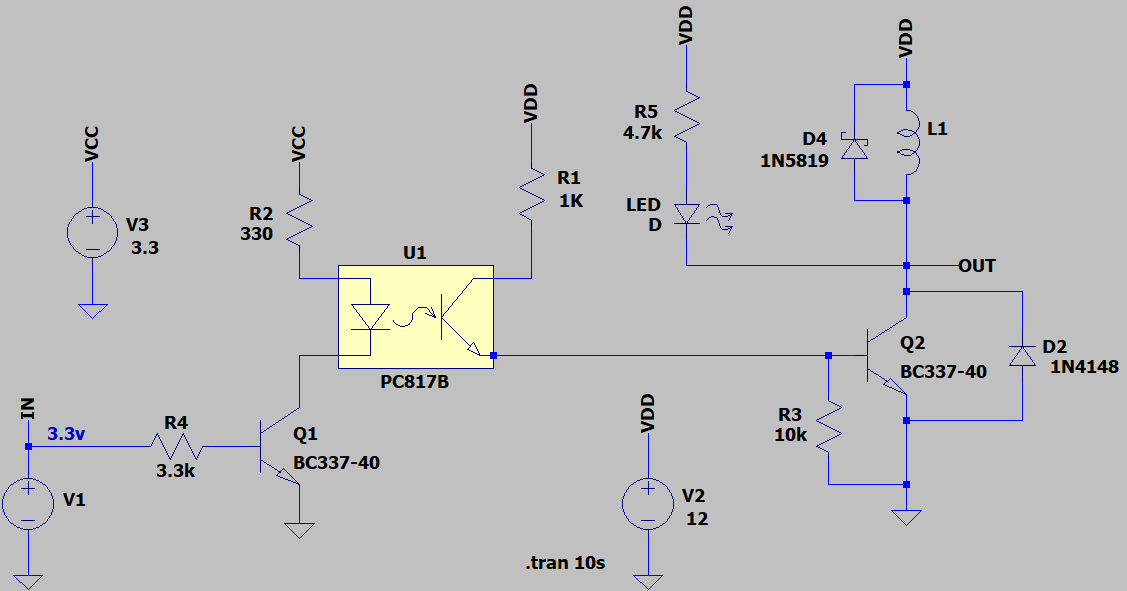 VDD
VDD
VDD
R5
4.7k
L1
D4
1N5819
VCC
VCC
R1
1K
R2
330
V3
3.3
LED
D
U1
OUT
Q2
BC337-40
D2
1N4148
PC817B
IN
3.3v
R4
3.3k
Q1
BC337-40
VDD
R3
10k
V1
V2
12
.tran 10s